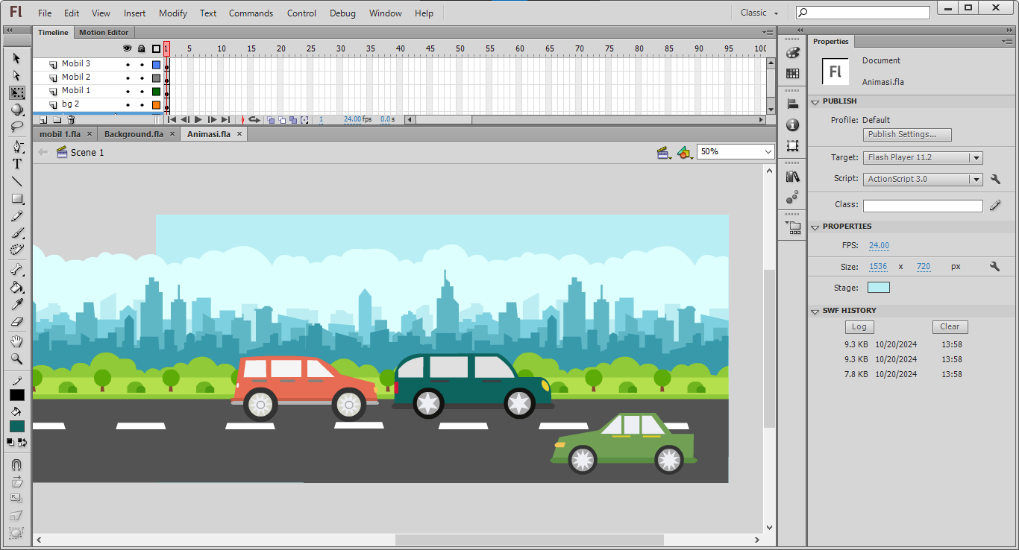 Fl File Edit View Insert Modify Text Commands Control Debug Window Help Classic
Timeline Motion Editor
1 5 10 15 20 25 30 35 40 45 50 55 60 65 70 75 80 85 90 95 100
Mobil 3
Mobil 2
Mobil 1
bg 2
1 24.00 fps 0.0 s
mobil 1.fla × Background.fla × Animasi.fla ×
Scene 1 50%
Properties
Fl
Document
Animasi.fla
PUBLISH
Profile: Default
Publish Settings...
Target: Flash Player 11.2
Script: ActionScript 3.0
Class:
PROPERTIES
FPS: 24.00
Size: 1536 x 720 px
Stage:
SWF HISTORY
Log Clear
9.3 KB 10/20/2024 13:58
9.3 KB 10/20/2024 13:58
7.8 KB 10/20/2024 13:58